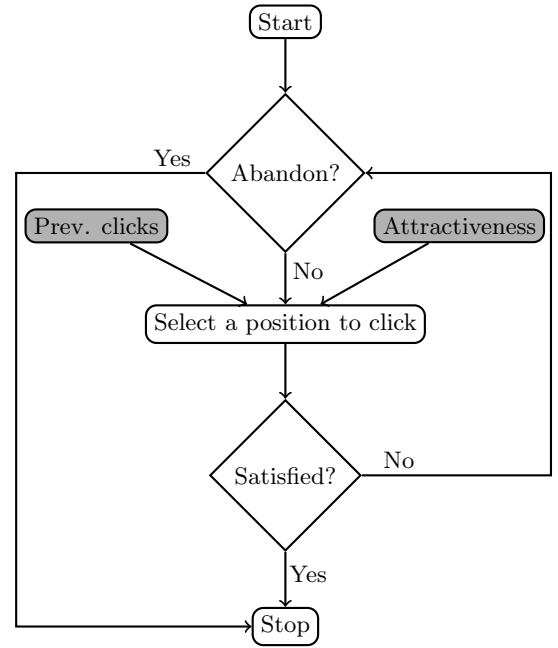 Start
Yes
Abandon?
Prev. clicks
Attractiveness
No
Select a position to click
No
Satisfied?
Yes
Stop